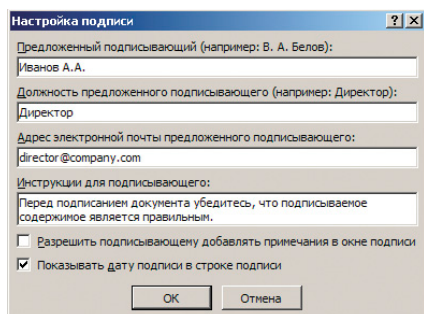 Настройка подписи
Предложенный подписывающий (например: В. А. Белов):
Иванов А.А.
Должность предложенного подписывающего (например: Директор):
Директор
Адрес электронной почты предложенного подписывающего:
director@company.com
Инструкции для подписывающего:
Перед подписанием документа убедитесь, что подписываемое
содержимое является правильным.
Разрешить подписывающему добавлять примечания в окне подписи
Показывать дату подписи в строке подписи
ОК Отмена